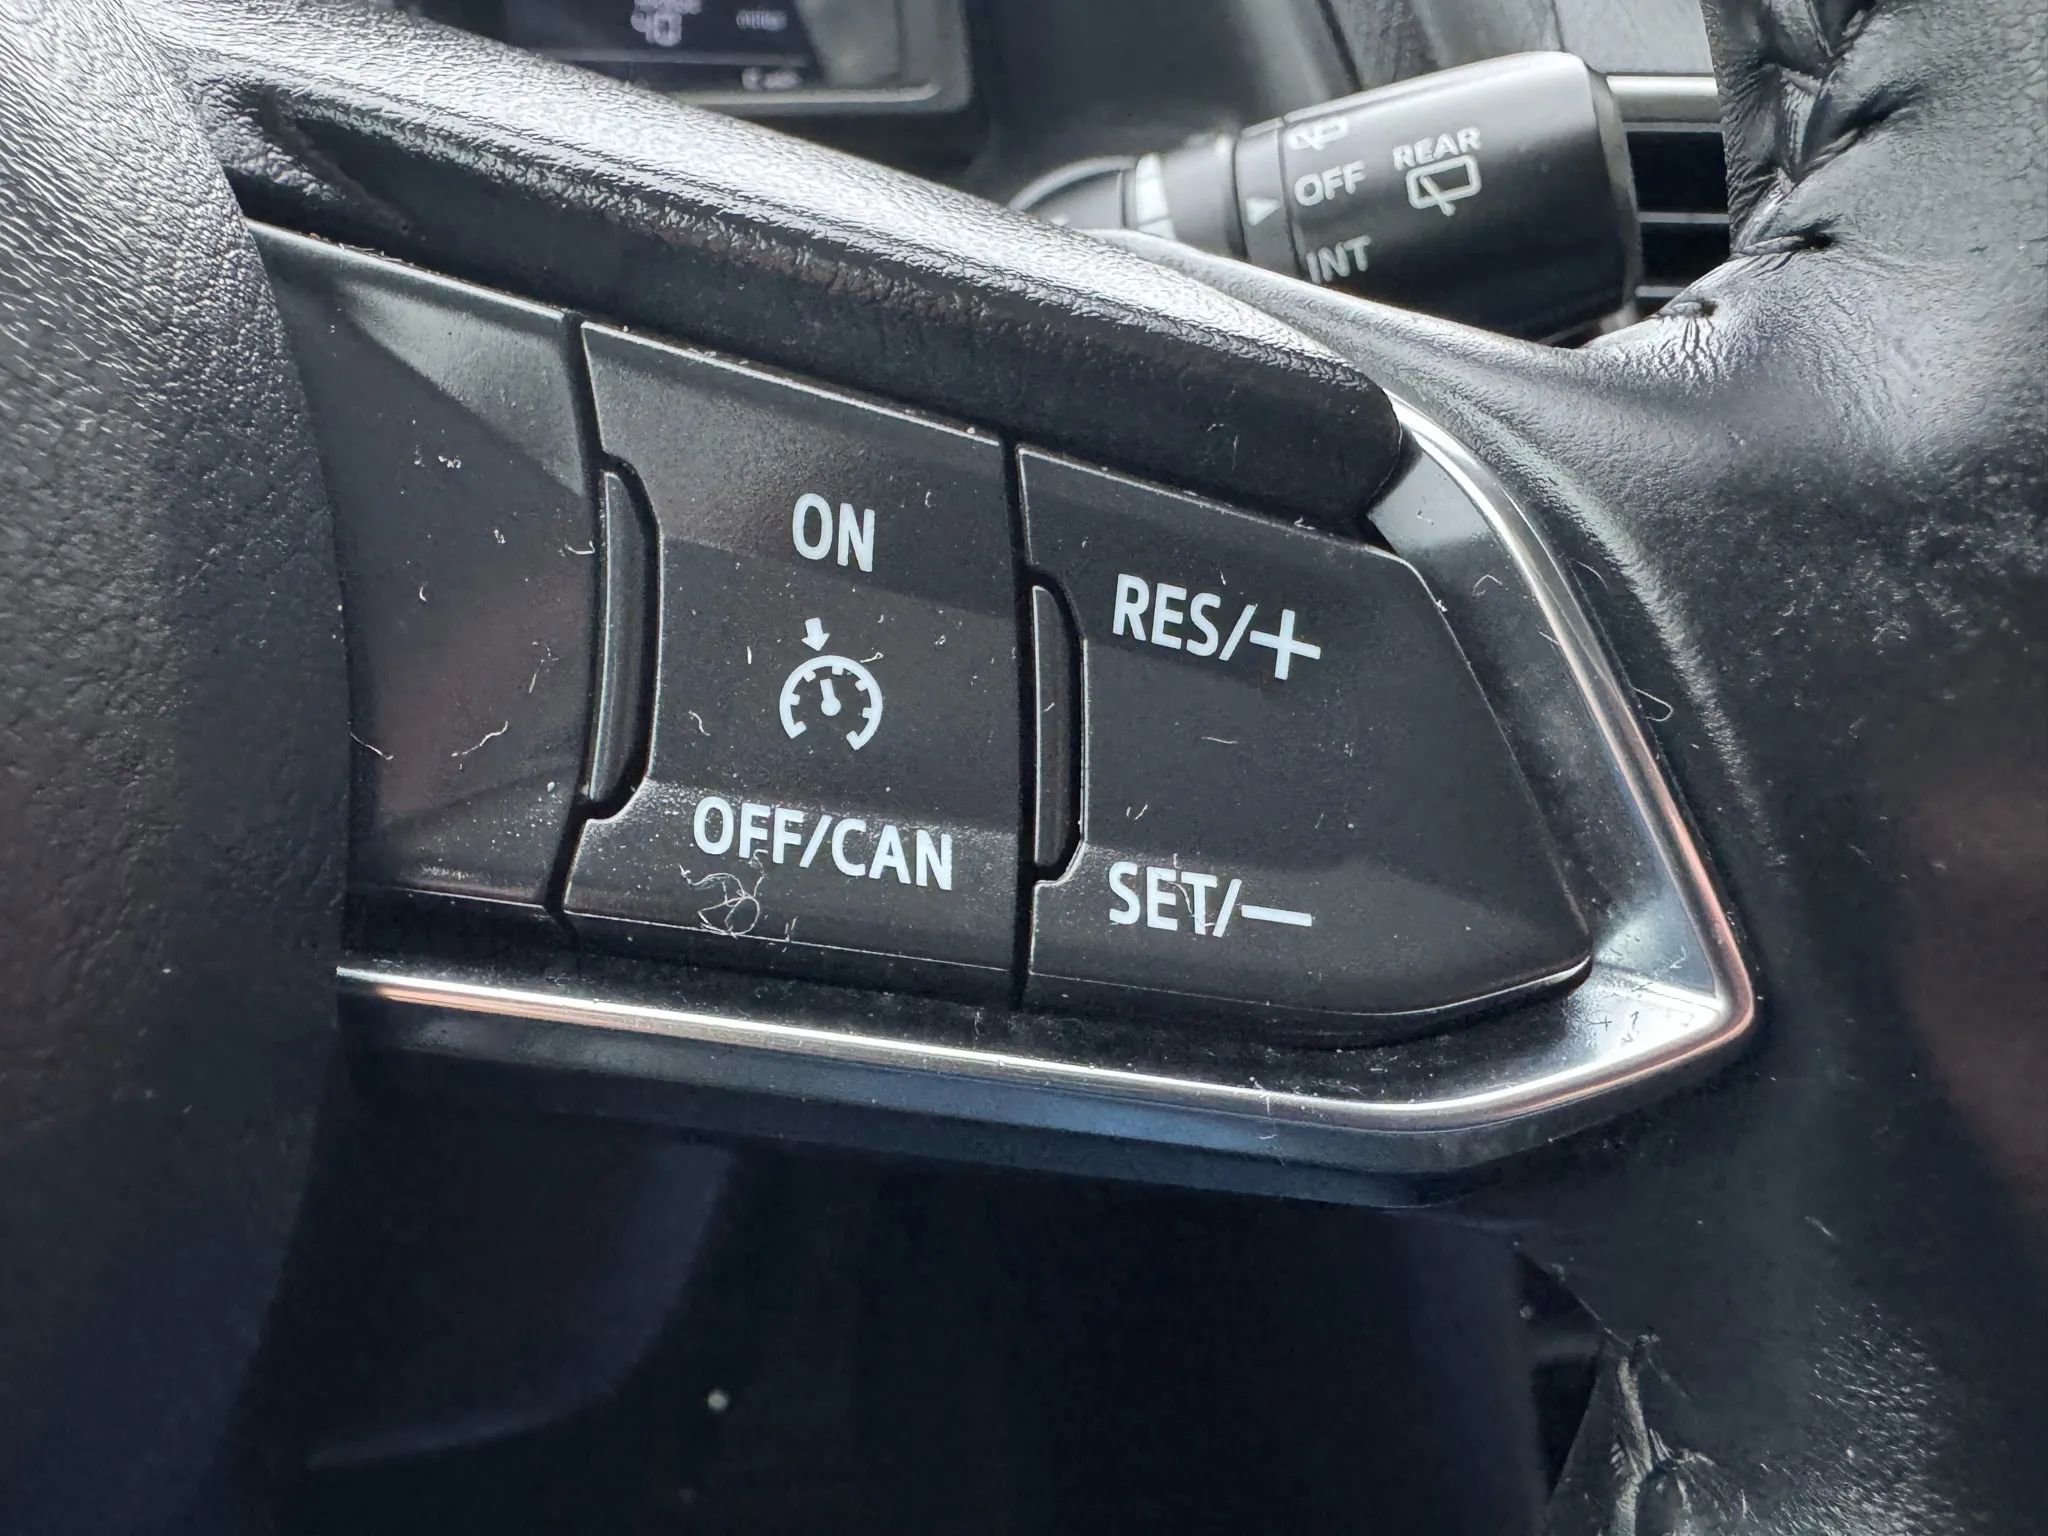 REAR
OFF
INT
ON
RES/+
OFF/CAN
SET/−